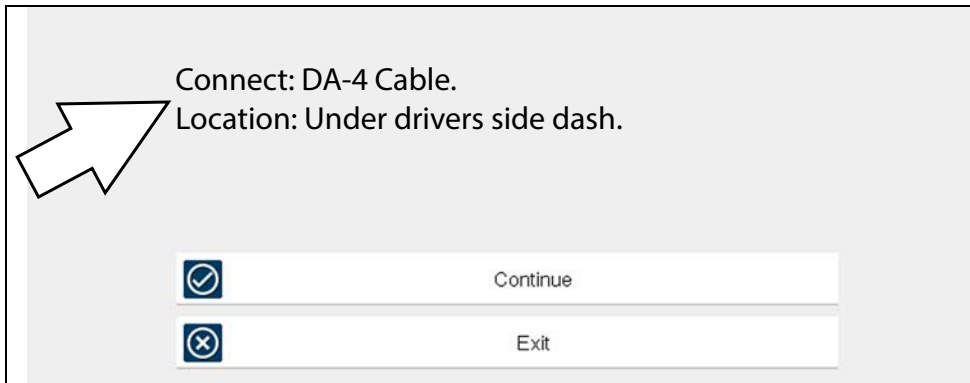 Connect: DA-4 Cable.
Location: Under drivers side dash.
Continue
Exit